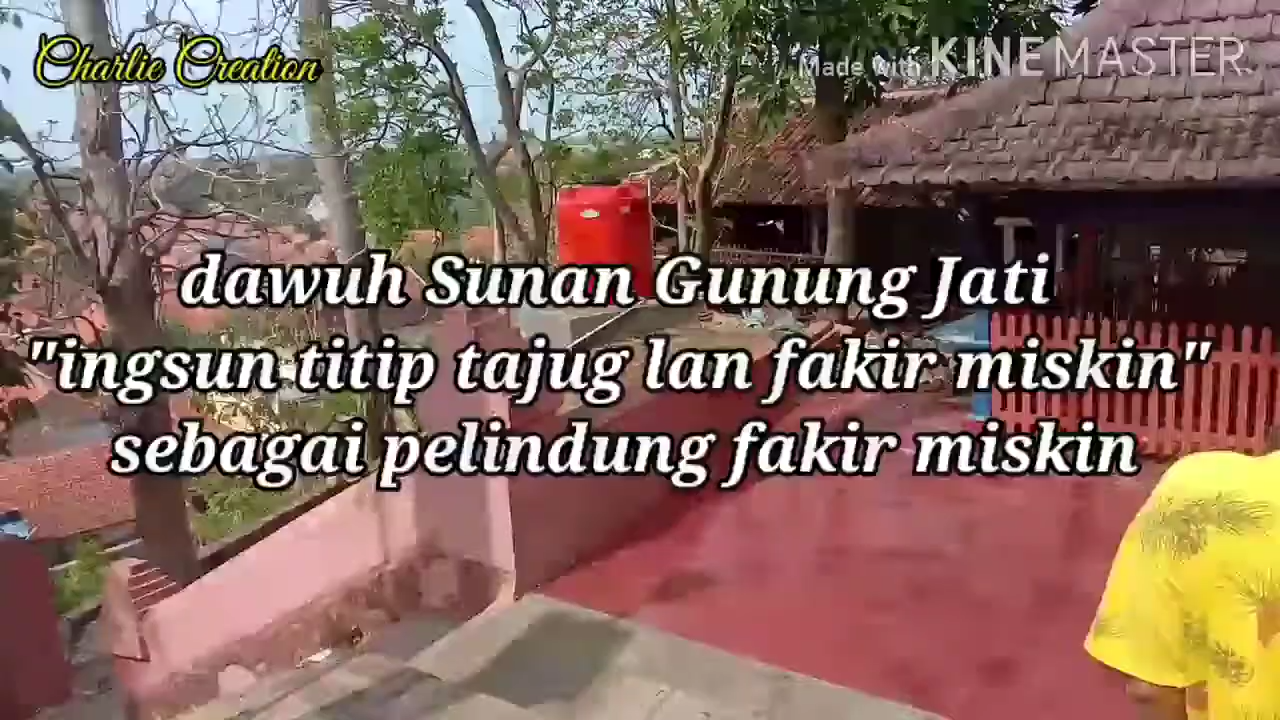 Charlie Creation
Made with KINEMASTER
dawuh Sunan Gunung Jati
"ingsun titip tajug lan fakir miskin"
sebagai pelindung fakir miskin